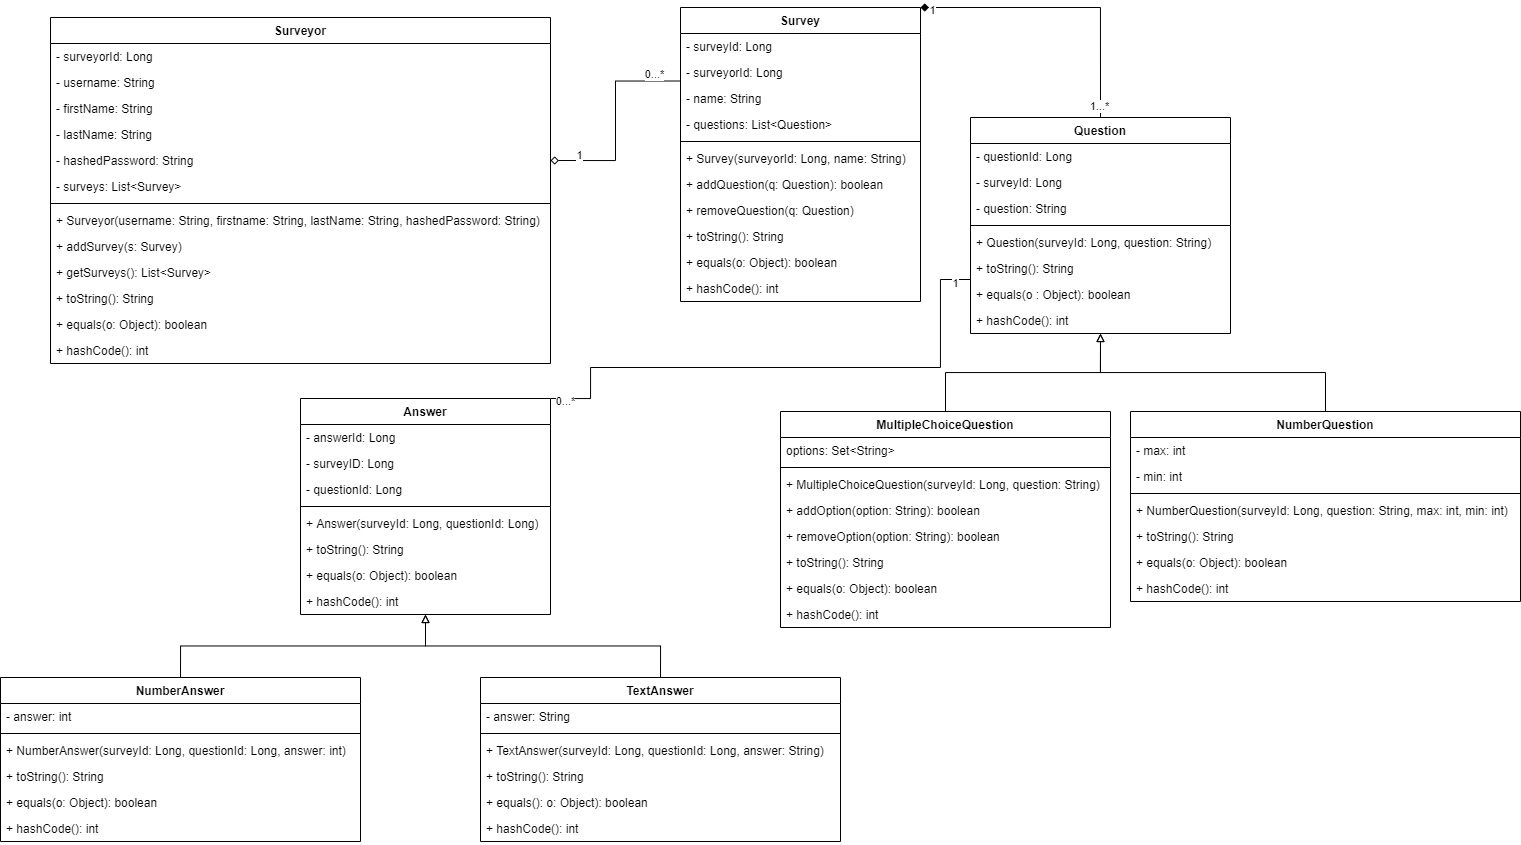 Surveyor
- surveyorId: Long
- username: String
- firstName: String
- lastName: String
- hashedPassword: String
- surveys: List<Survey>
+ Surveyor(username: String, firstname: String, lastName: String, hashedPassword: String)
+ addSurvey(s: Survey)
+ getSurveys(): List<Survey>
+ toString(): String
+ equals(o: Object): boolean
+ hashCode(): int
1
0...*
Survey
- surveyId: Long
- surveyorId: Long
- name: String
- questions: List<Question>
+ Survey(surveyorId: Long, name: String)
+ addQuestion(q: Question): boolean
+ removeQuestion(q: Question)
+ toString(): String
+ equals(o: Object): boolean
+ hashCode(): int
1
1...*
Question
- questionId: Long
- surveyId: Long
- question: String
+ Question(surveyId: Long, question: String)
+ toString(): String
+ equals(o : Object): boolean
+ hashCode(): int
1
0...*
Answer
- answerId: Long
- surveyID: Long
- questionId: Long
+ Answer(surveyId: Long, questionId: Long)
+ toString(): String
+ equals(o: Object): boolean
+ hashCode(): int
MultipleChoiceQuestion
options: Set<String>
+ MultipleChoiceQuestion(surveyId: Long, question: String)
+ addOption(option: String): boolean
+ removeOption(option: String): boolean
+ toString(): String
+ equals(o: Object): boolean
+ hashCode(): int
NumberQuestion
- max: int
- min: int
+ NumberQuestion(surveyId: Long, question: String, max: int, min: int)
+ toString(): String
+ equals(o: Object): boolean
+ hashCode(): int
NumberAnswer
- answer: int
+ NumberAnswer(surveyId: Long, questionId: Long, answer: int)
+ toString(): String
+ equals(o: Object): boolean
+ hashCode(): int
TextAnswer
- answer: String
+ TextAnswer(surveyId: Long, questionId: Long, answer: String)
+ toString(): String
+ equals(): o: Object): boolean
+ hashCode(): int